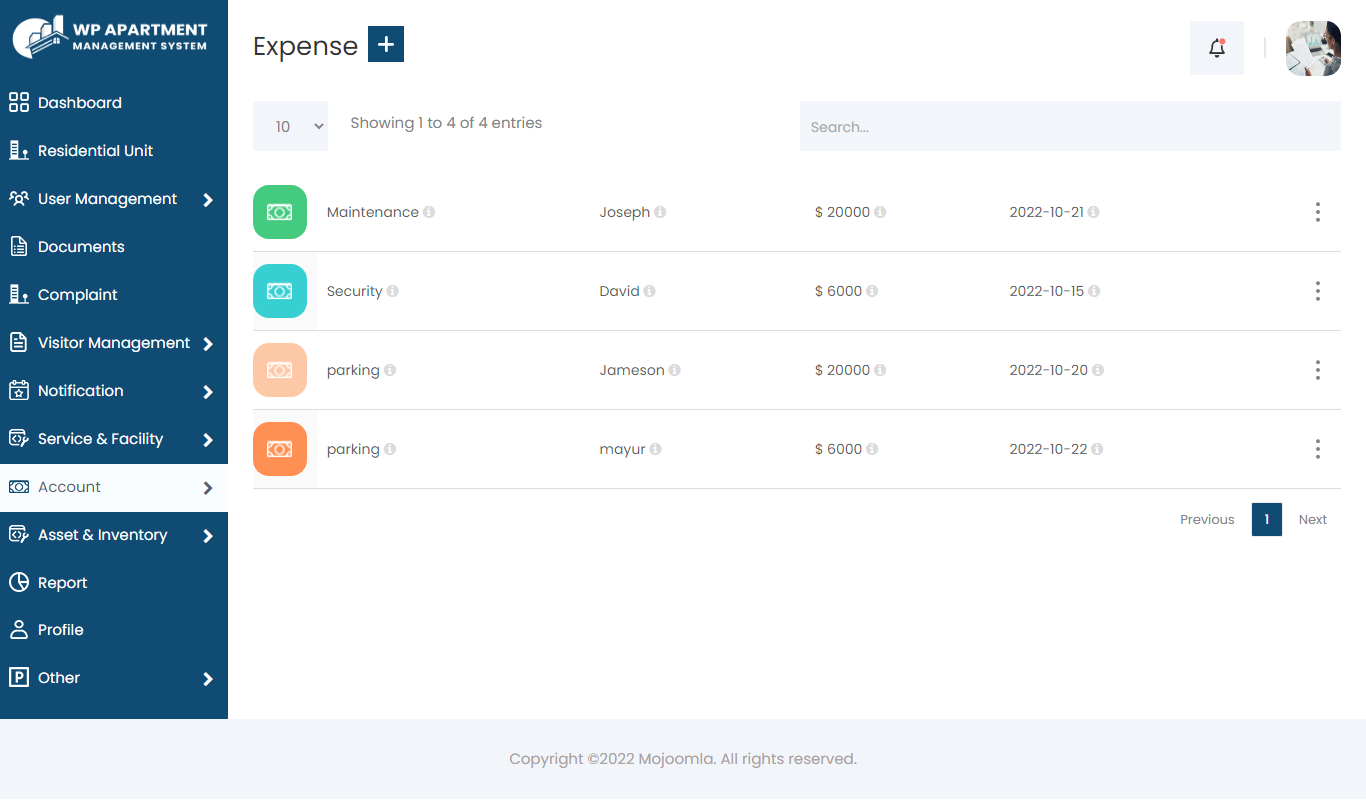 WP APARTMENT
MANAGEMENT SYSTEM
Dashboard
Residential Unit
User Management
Documents
Complaint
Visitor Management
Notification
Service & Facility
Account
Asset & Inventory
Report
Profile
Other
Expense
10 Showing 1 to 4 of 4 entries Search...
Maintenance Joseph $ 20000 2022-10-21
Security David $ 6000 2022-10-15
parking Jameson $ 20000 2022-10-20
parking mayur $ 6000 2022-10-22
Previous 1 Next
Copyright ©2022 Mojoomla. All rights reserved.